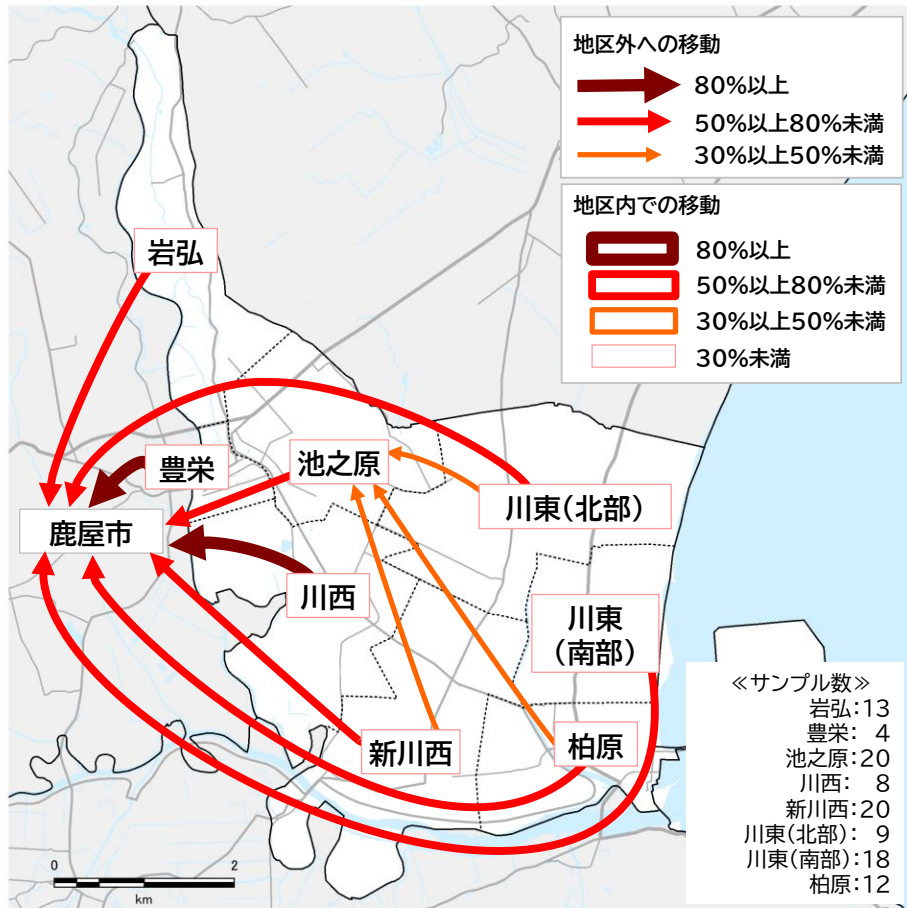 地区外への移動
80%以上
50%以上80%未満
30%以上50%未満
地区内での移動
80%以上
50%以上80%未満
30%以上50%未満
30%未満
岩弘
豊栄
池之原
川東(北部)
鹿屋市
川西
川東
(南部)
新川西
柏原
≪サンプル数≫
岩弘:13
豊栄: 4
池之原:20
川西: 8
新川西:20
川東(北部): 9
川東(南部):18
柏原:12
0 2
km